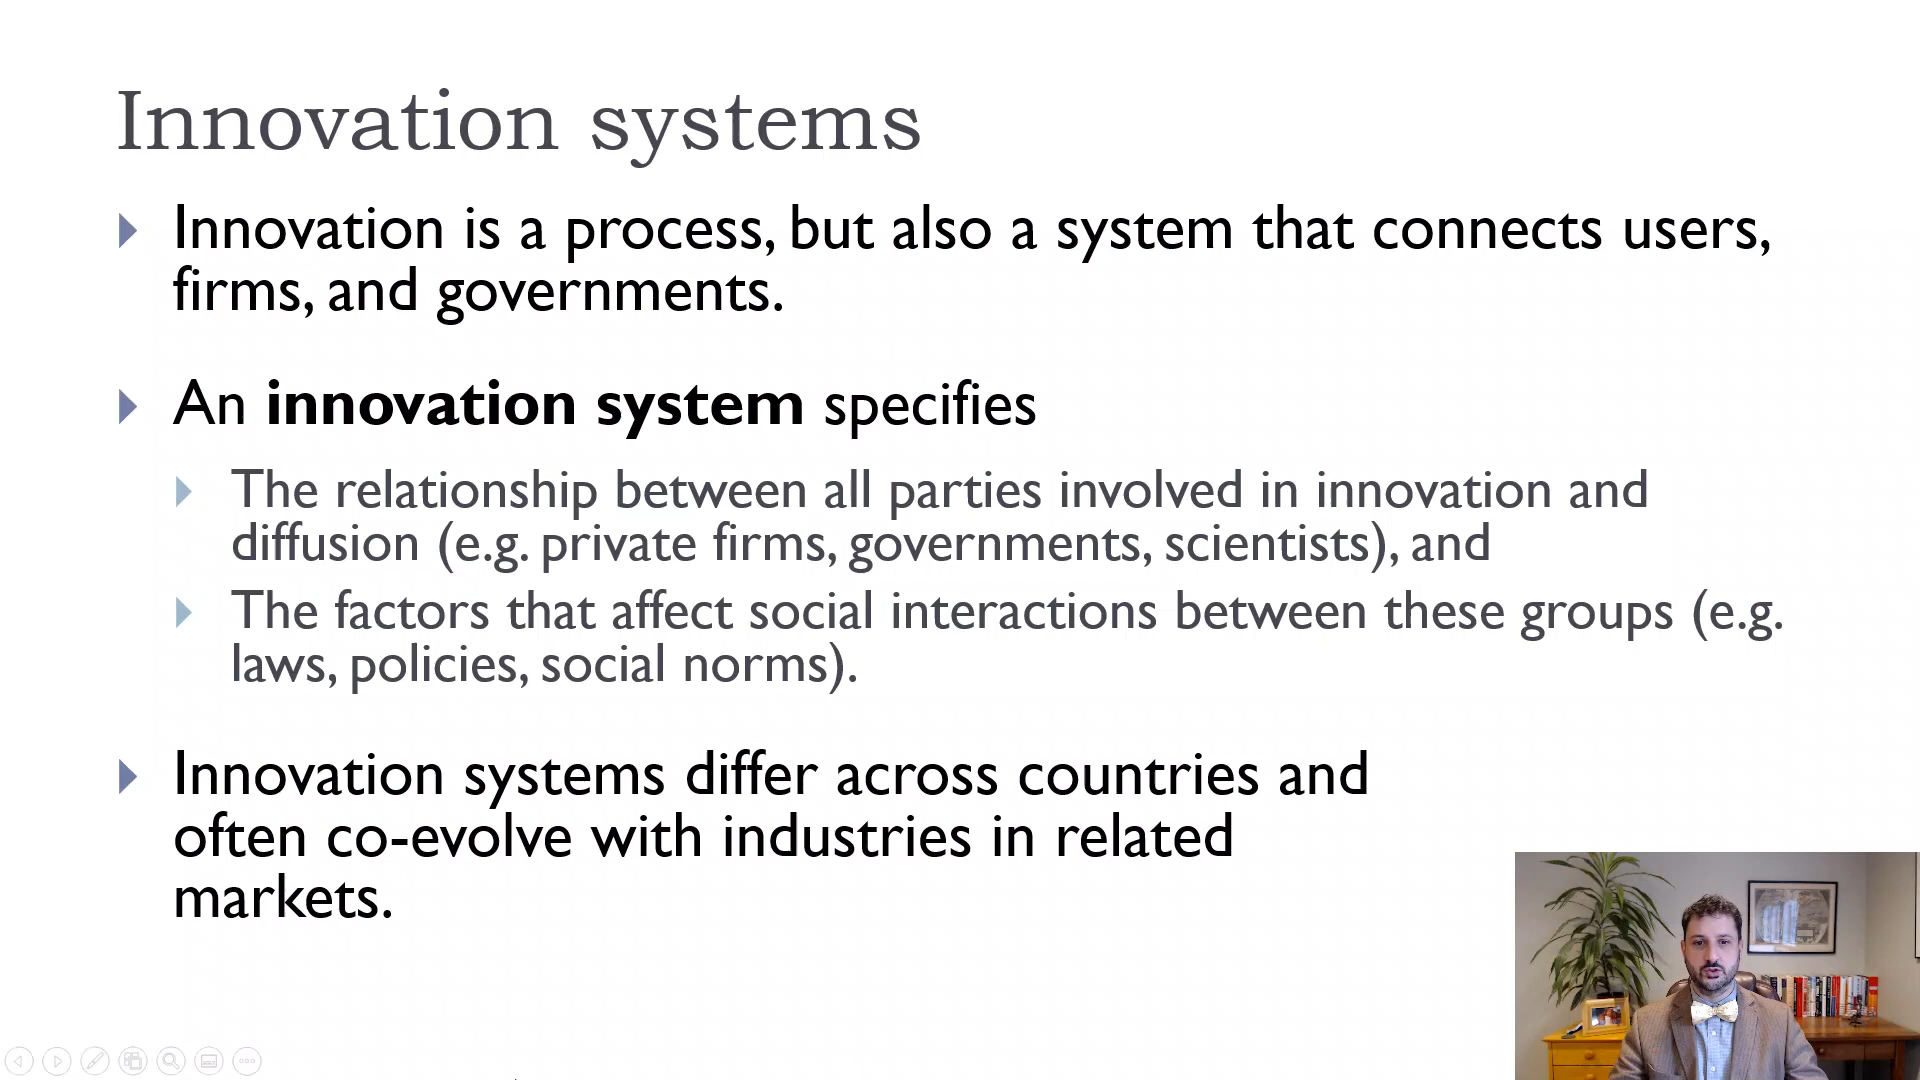 Innovation systems
Innovation is a process, but also a system that connects users,
firms, and governments.
An innovation system specifies
The relationship between all parties involved in innovation and
diffusion (e.g. private firms, governments, scientists), and
The factors that affect social interactions between these groups (e.g.
laws, policies, social norms).
Innovation systems differ across countries and
often co-evolve with industries in related
markets.